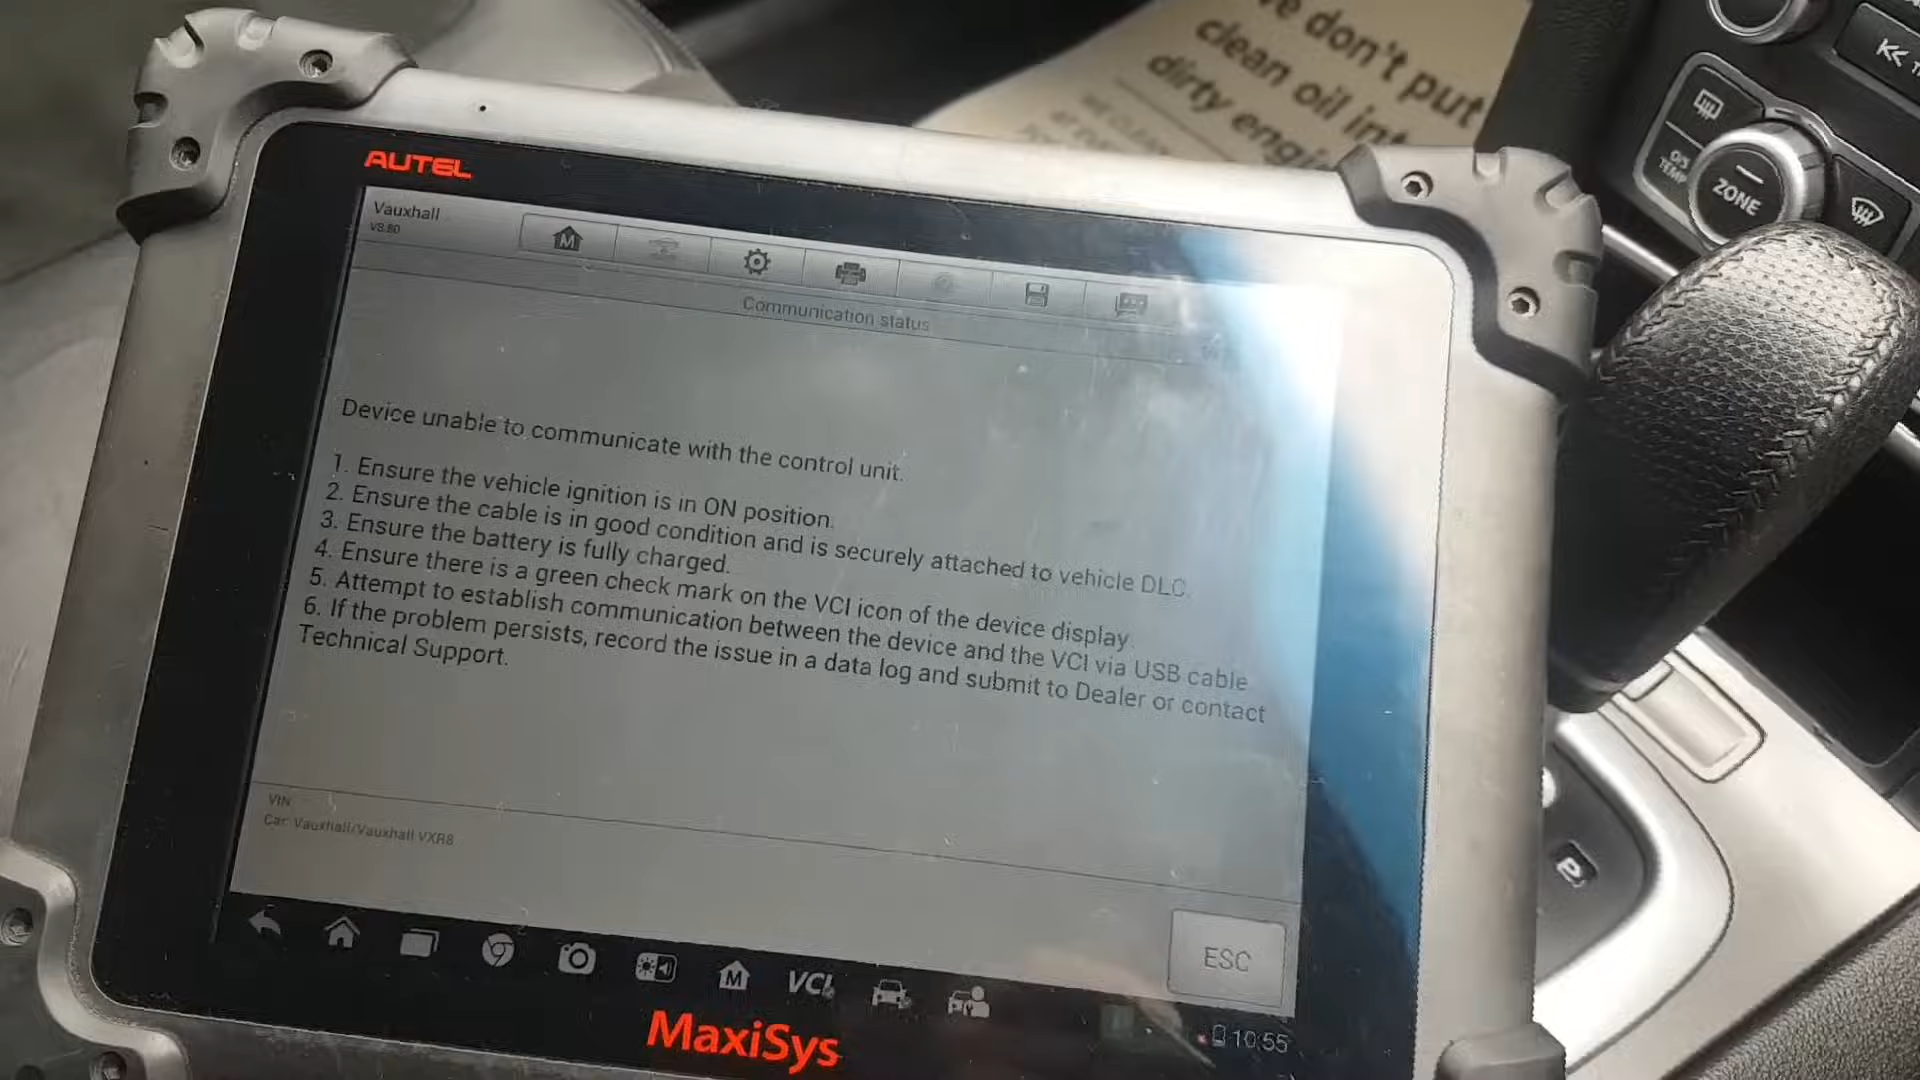 we don't put
clean oil int
dirty engi
AUTEL
Vauxhall
V8.80
Communication status
Device unable to communicate with the control unit.
1. Ensure the vehicle ignition is in ON position.
2. Ensure the cable is in good condition and is securely attached to vehicle DLC.
3. Ensure the battery is fully charged.
4. Ensure there is a green check mark on the VCI icon of the device display.
5. Attempt to establish communication between the device and the VCI via USB cable
6. If the problem persists, record the issue in a data log and submit to Dealer or contact
Technical Support.
VIN
Car: Vauxhall/Vauxhall VXR8
ESC
VCI
10:55
MaxiSys
O/S
TEMP
ZONE
P